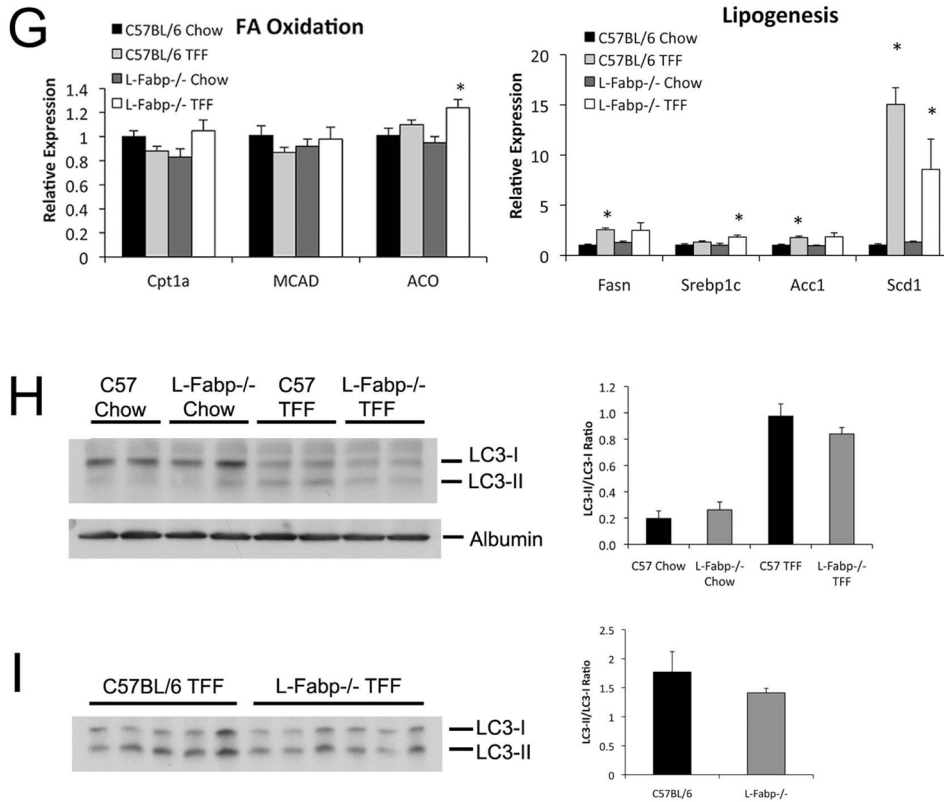 G
FA Oxidation
C57BL/6 Chow
C57BL/6 TFF
L-Fabp-/- Chow
L-Fabp-/- TFF
Relative Expression
1.4
1.2
1
0.8
0.6
0.4
0.2
0
*
Cpt1a MCAD ACO
Lipogenesis
C57BL/6 Chow
C57BL/6 TFF
L-Fabp-/- Chow
L-Fabp-/- TFF
Relative Expression
20
15
10
5
0
* * * * *
Fasn Srebp1c Acc1 Scd1
H
C57 Chow
L-Fabp-/- Chow
C57 TFF
L-Fabp-/- TFF
LC3-I
LC3-II
Albumin
LC3-II/LC3-I Ratio
1.2
1.0
0.8
0.6
0.4
0.2
0.0
C57 Chow L-Fabp-/- Chow C57 TFF L-Fabp-/- TFF
I
C57BL/6 TFF L-Fabp-/- TFF
LC3-I
LC3-II
LC3-II/LC3-I Ratio
2.5
2
1.5
1
0.5
0
C57BL/6 L-Fabp-/-